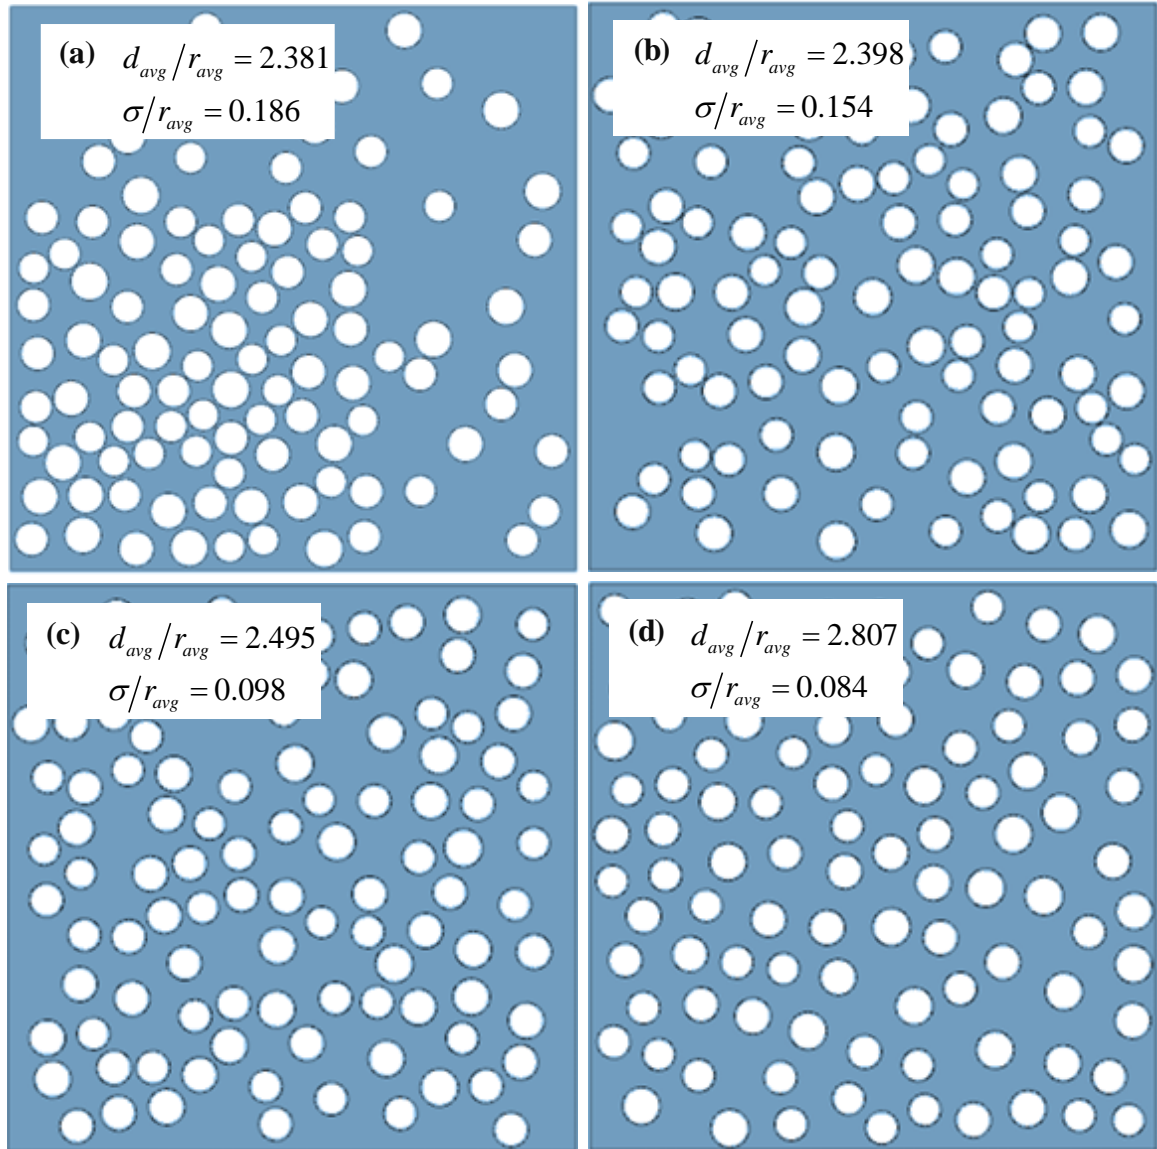 (a) d_avg/r_avg = 2.381
σ/r_avg = 0.186
(b) d_avg/r_avg = 2.398
σ/r_avg = 0.154
(c) d_avg/r_avg = 2.495
σ/r_avg = 0.098
(d) d_avg/r_avg = 2.807
σ/r_avg = 0.084